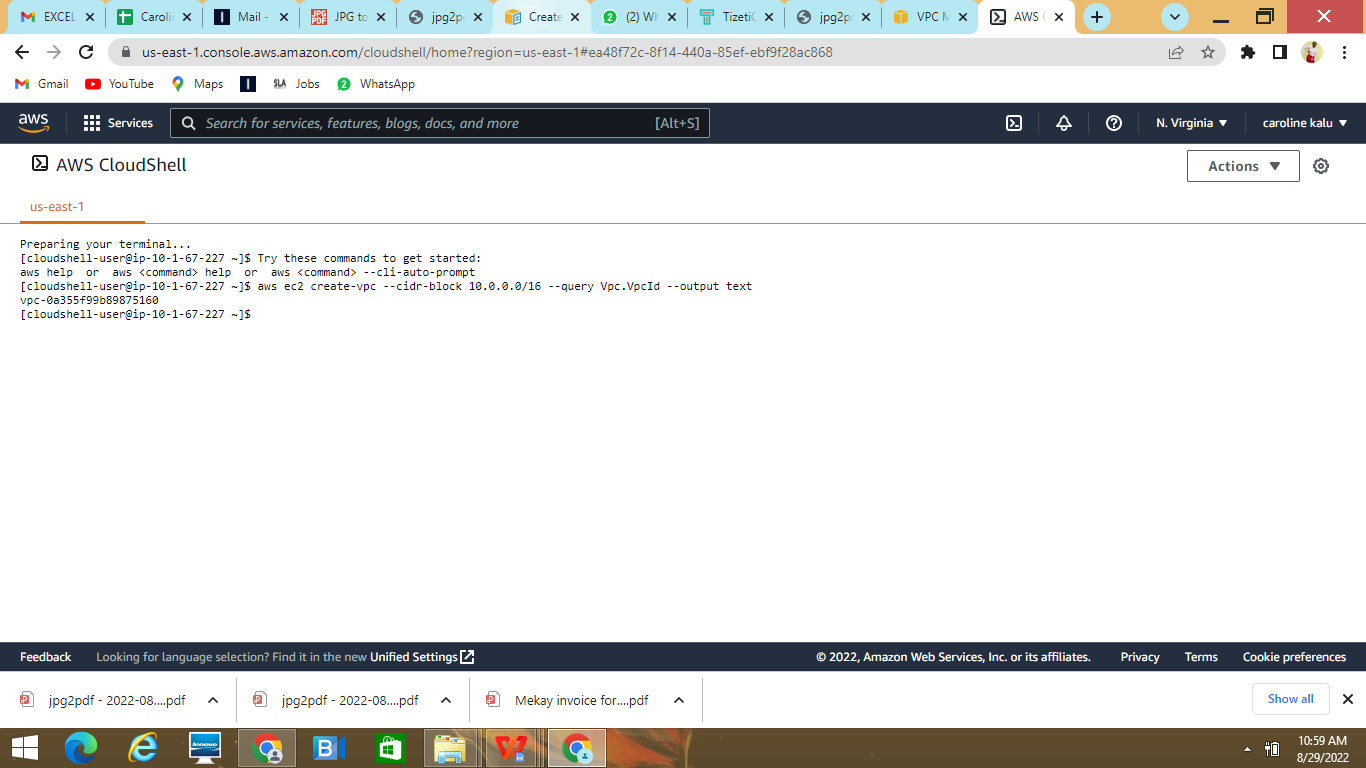 EXCEL
Carolin
Mail -
JPG to
jpg2pd
Create
(2) Wh
TizetiC
jpg2pd
VPC M
AWS C
us-east-1.console.aws.amazon.com/cloudshell/home?region=us-east-1#ea48f72c-8f14-440a-85ef-ebf9f28ac868
Gmail
YouTube
Maps
SLA
Jobs
WhatsApp
aws
Services
Search for services, features, blogs, docs, and more
[Alt+S]
N. Virginia
caroline kalu
AWS CloudShell
Actions
us-east-1
Preparing your terminal...
[cloudshell-user@ip-10-1-67-227 ~]$ Try these commands to get started:
aws help  or  aws <command> help  or  aws <command> --cli-auto-prompt
[cloudshell-user@ip-10-1-67-227 ~]$ aws ec2 create-vpc --cidr-block 10.0.0.0/16 --query Vpc.VpcId --output text
vpc-0a355f99b89875160
[cloudshell-user@ip-10-1-67-227 ~]$
Feedback
Looking for language selection? Find it in the new Unified Settings
© 2022, Amazon Web Services, Inc. or its affiliates.
Privacy
Terms
Cookie preferences
jpg2pdf - 2022-08....pdf
jpg2pdf - 2022-08....pdf
Mekay invoice for....pdf
Show all
lenovo
10:59 AM
8/29/2022